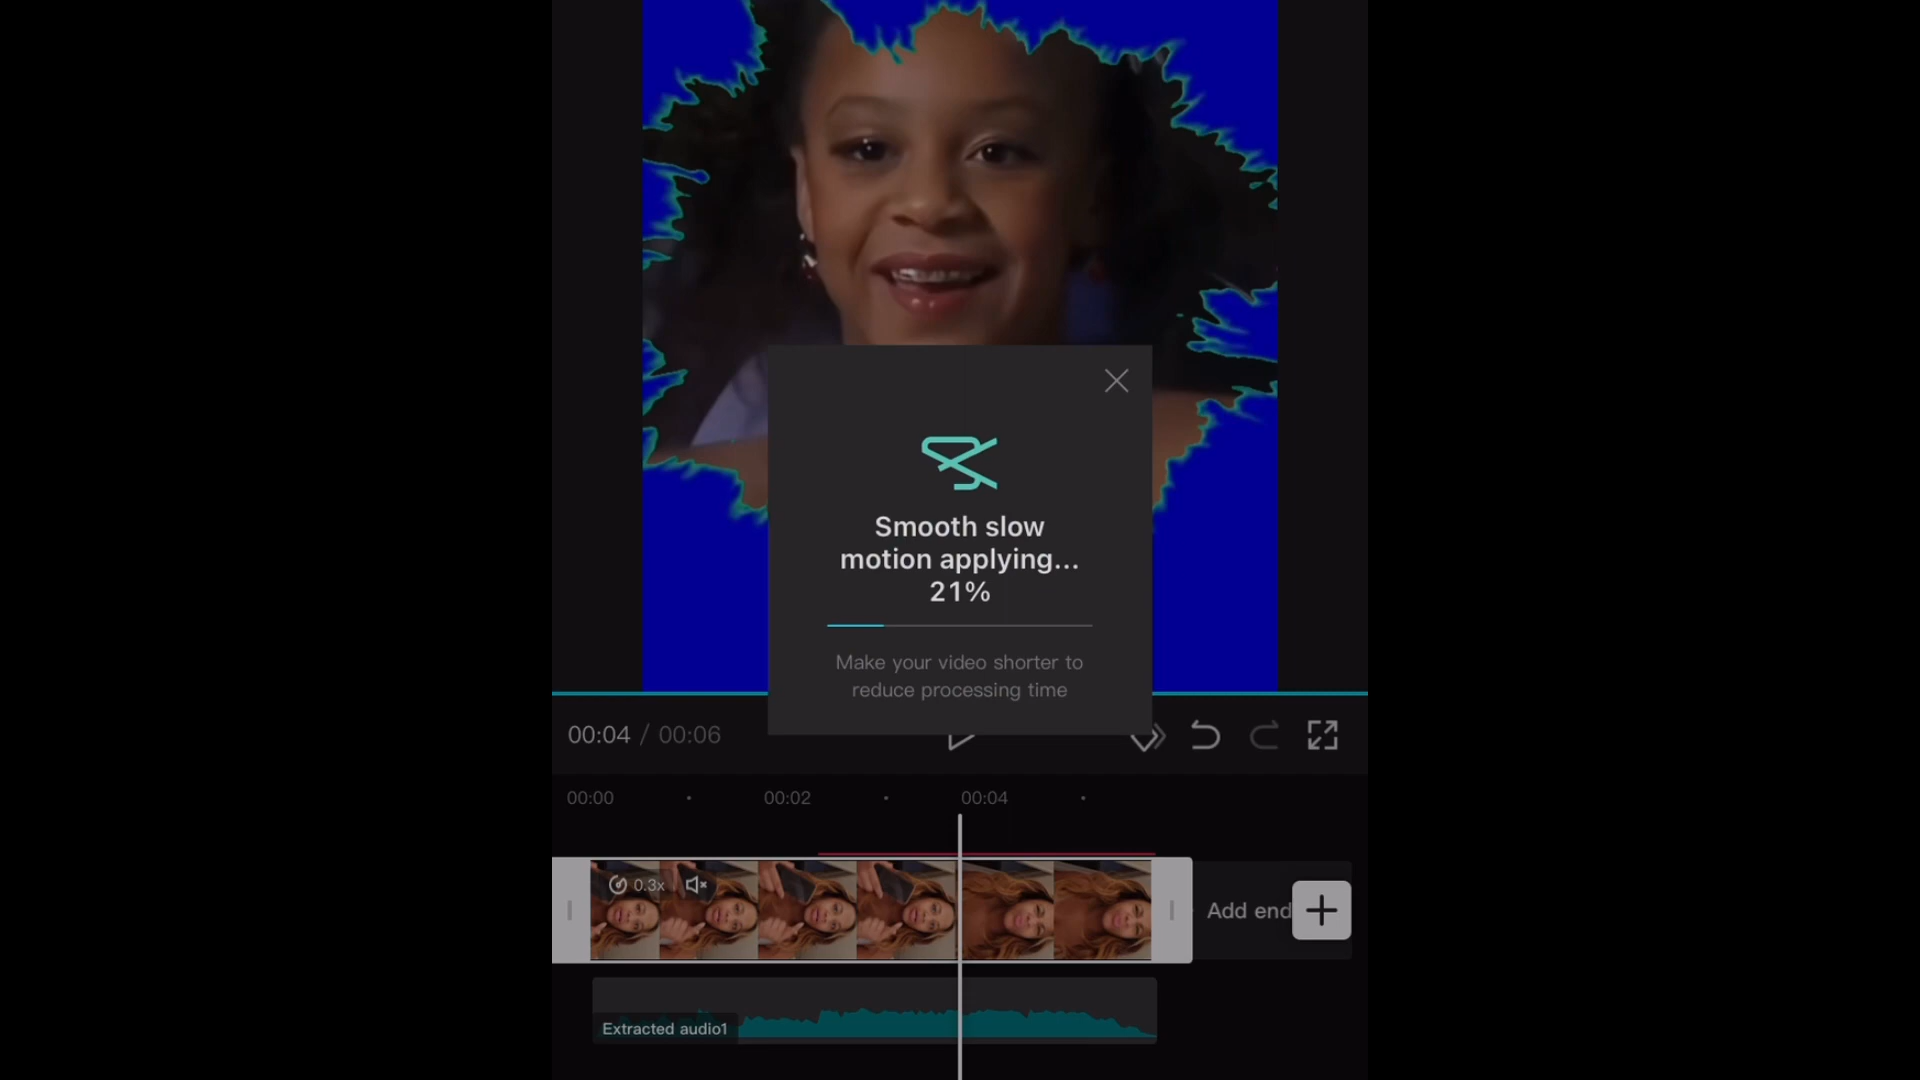 Smooth slow
motion applying...
21%
Make your video shorter to
reduce processing time
00:04 / 00:06
00:00
00:02
00:04
0.3x
Add end
Extracted audio1